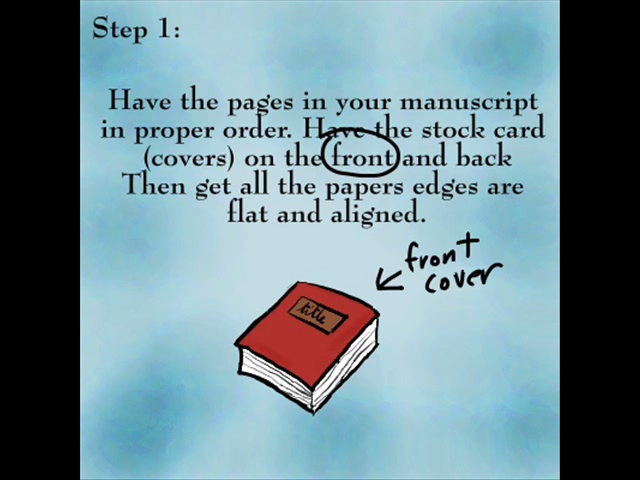 Step 1:
Have the pages in your manuscript
in proper order. Have the stock card
(covers) on the front and back
Then get all the papers edges are
flat and aligned.
front
cover
title